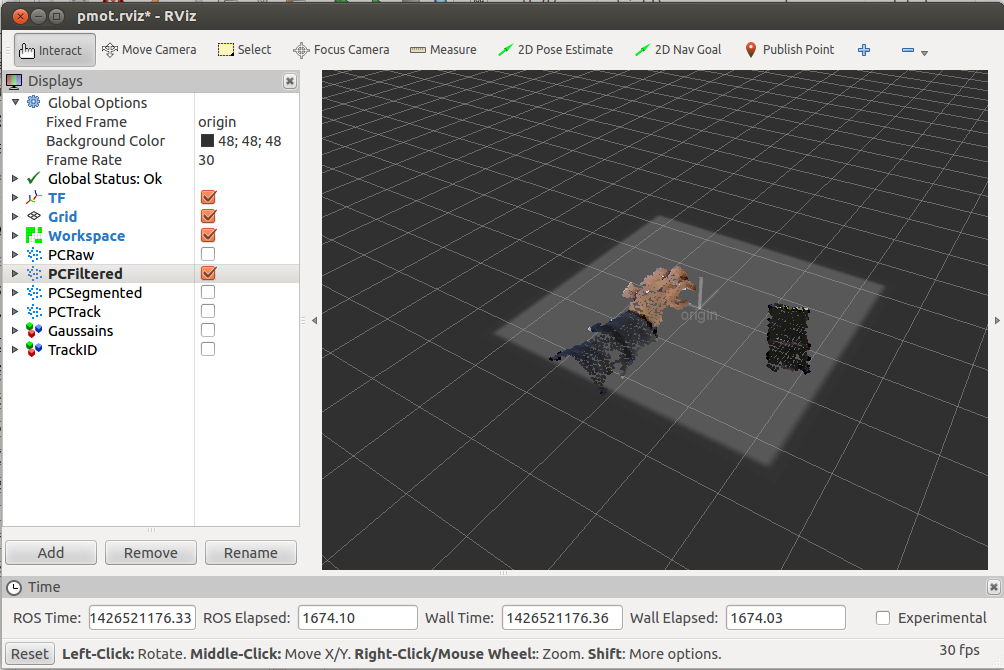 pmot.rviz* - RViz
Interact Move Camera Select Focus Camera Measure 2D Pose Estimate 2D Nav Goal Publish Point
Displays
Global Options
Fixed Frame origin
Background Color 48; 48; 48
Frame Rate 30
Global Status: Ok
TF
Grid
Workspace
PCRaw
PCFiltered
PCSegmented
PCTrack
Gaussains
TrackID
origin
Add Remove Rename
Time
ROS Time: 1426521176.33 ROS Elapsed: 1674.10 Wall Time: 1426521176.36 Wall Elapsed: 1674.03 Experimental
Reset Left-Click: Rotate. Middle-Click: Move X/Y. Right-Click/Mouse Wheel:: Zoom. Shift: More options. 30 fps